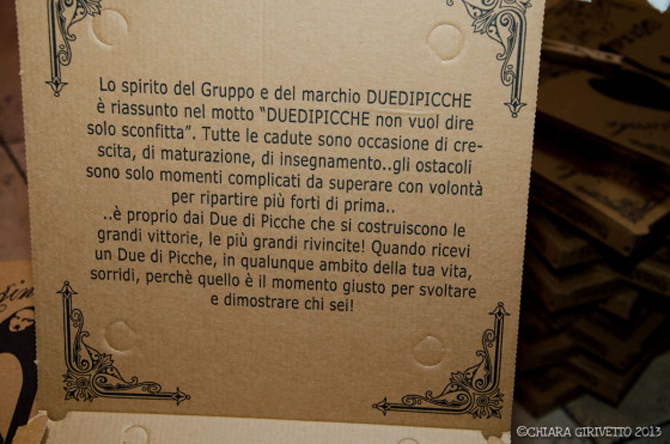 Lo spirito del Gruppo e del marchio DUEDIPICCHE
è riassunto nel motto “DUEDIPICCHE non vuol dire
solo sconfitta”. Tutte le cadute sono occasione di cre-
scita, di maturazione, di insegnamento..gli ostacoli
sono solo momenti complicati da superare con volontà
per ripartire più forti di prima..
..è proprio dai Due di Picche che si costruiscono le
grandi vittorie, le più grandi rivincite! Quando ricevi
un Due di Picche, in qualunque ambito della tua vita,
sorridi, perchè quello è il momento giusto per svoltare
e dimostrare chi sei!
©CHIARA GIRIVETTO 2013